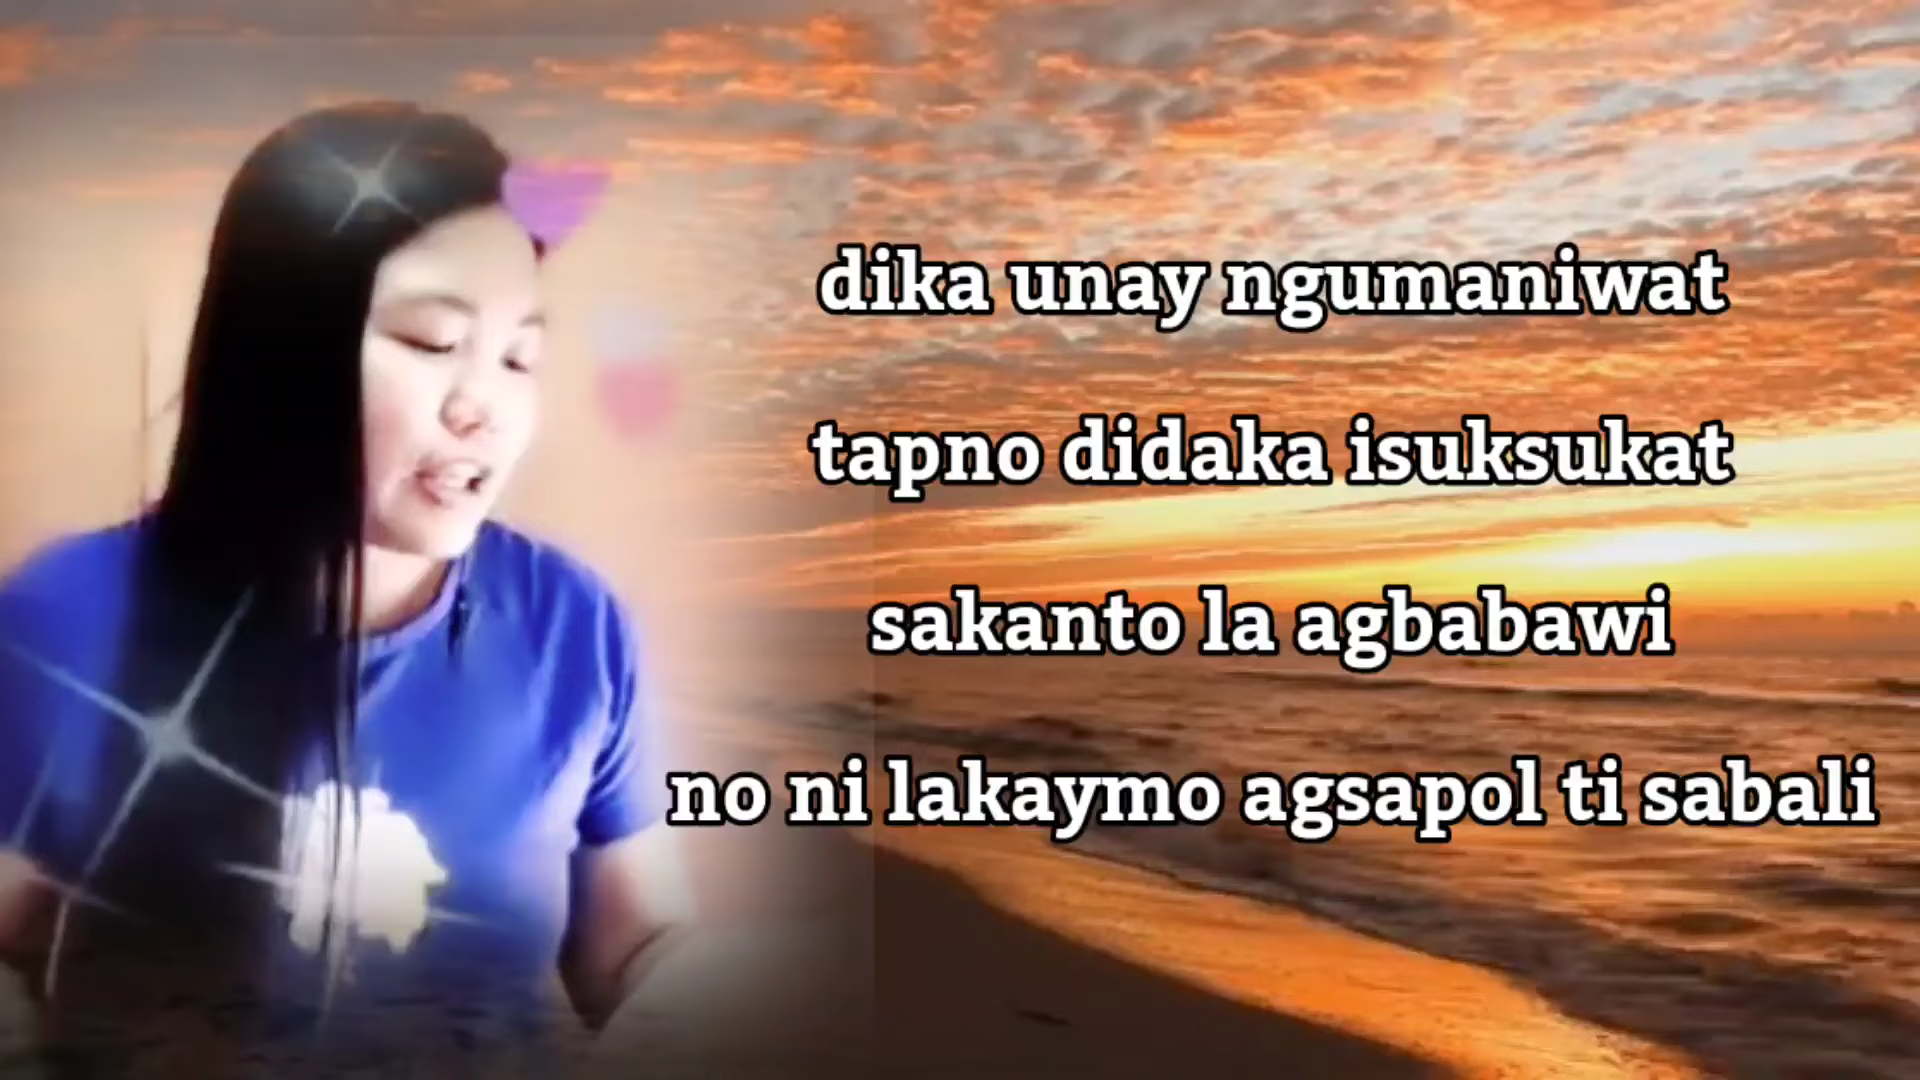 dika unay ngumaniwat
tapno didaka isuksukat
sakanto la agbabawi
no ni lakaymo agsapol ti sabali